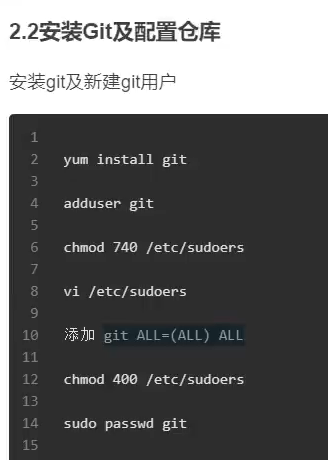 2.2安装Git及配置仓库
安装git及新建git用户
1
2 yum install git
3
4 adduser git
5
6 chmod 740 /etc/sudoers
7
8 vi /etc/sudoers
9
10 添加 git ALL=(ALL) ALL
11
12 chmod 400 /etc/sudoers
13
14 sudo passwd git
15